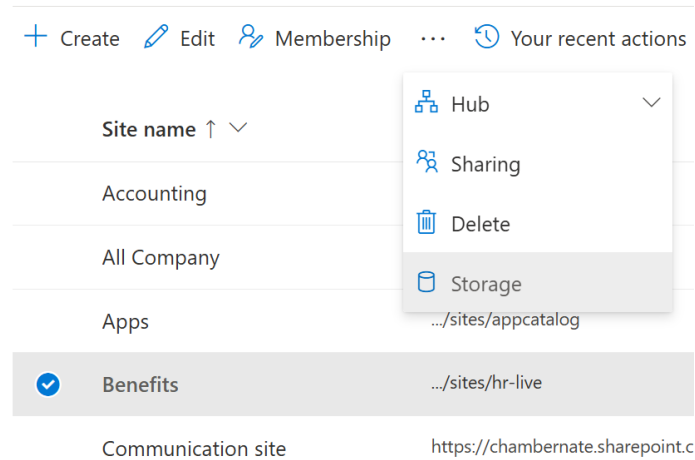 Create Edit Membership ··· Your recent actions
Hub
Site name ↑
Sharing
Accounting
Delete
All Company
Storage
Apps .../sites/appcatalog
Benefits .../sites/hr-live
Communication site https://chambernate.sharepoint.c